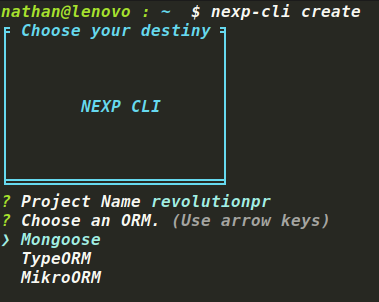 nathan@lenovo : ~ $ nexp-cli create
Choose your destiny
NEXP CLI
? Project Name revolutionpr
? Choose an ORM. (Use arrow keys)
❯ Mongoose
TypeORM
MikroORM